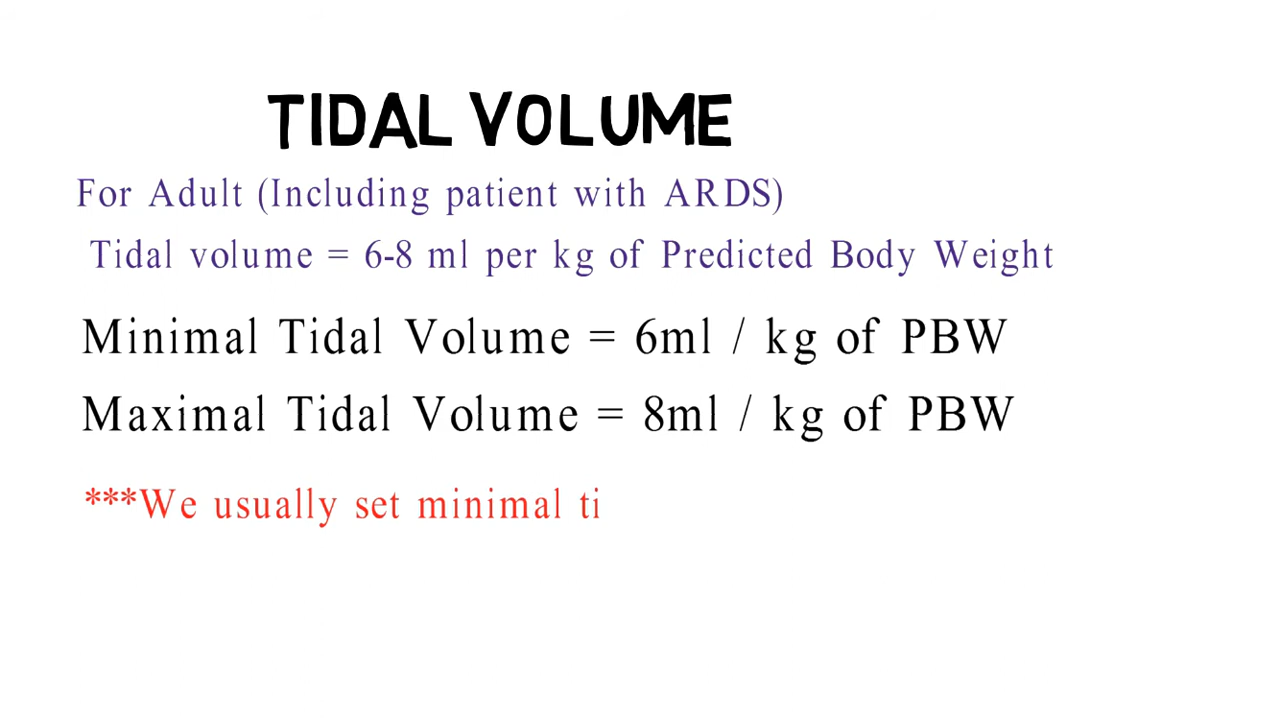 TIDAL VOLUME
For Adult (Including patient with ARDS)
Tidal volume = 6-8 ml per kg of Predicted Body Weight
Minimal Tidal Volume = 6ml / kg of PBW
Maximal Tidal Volume = 8ml / kg of PBW
***We usually set minimal ti